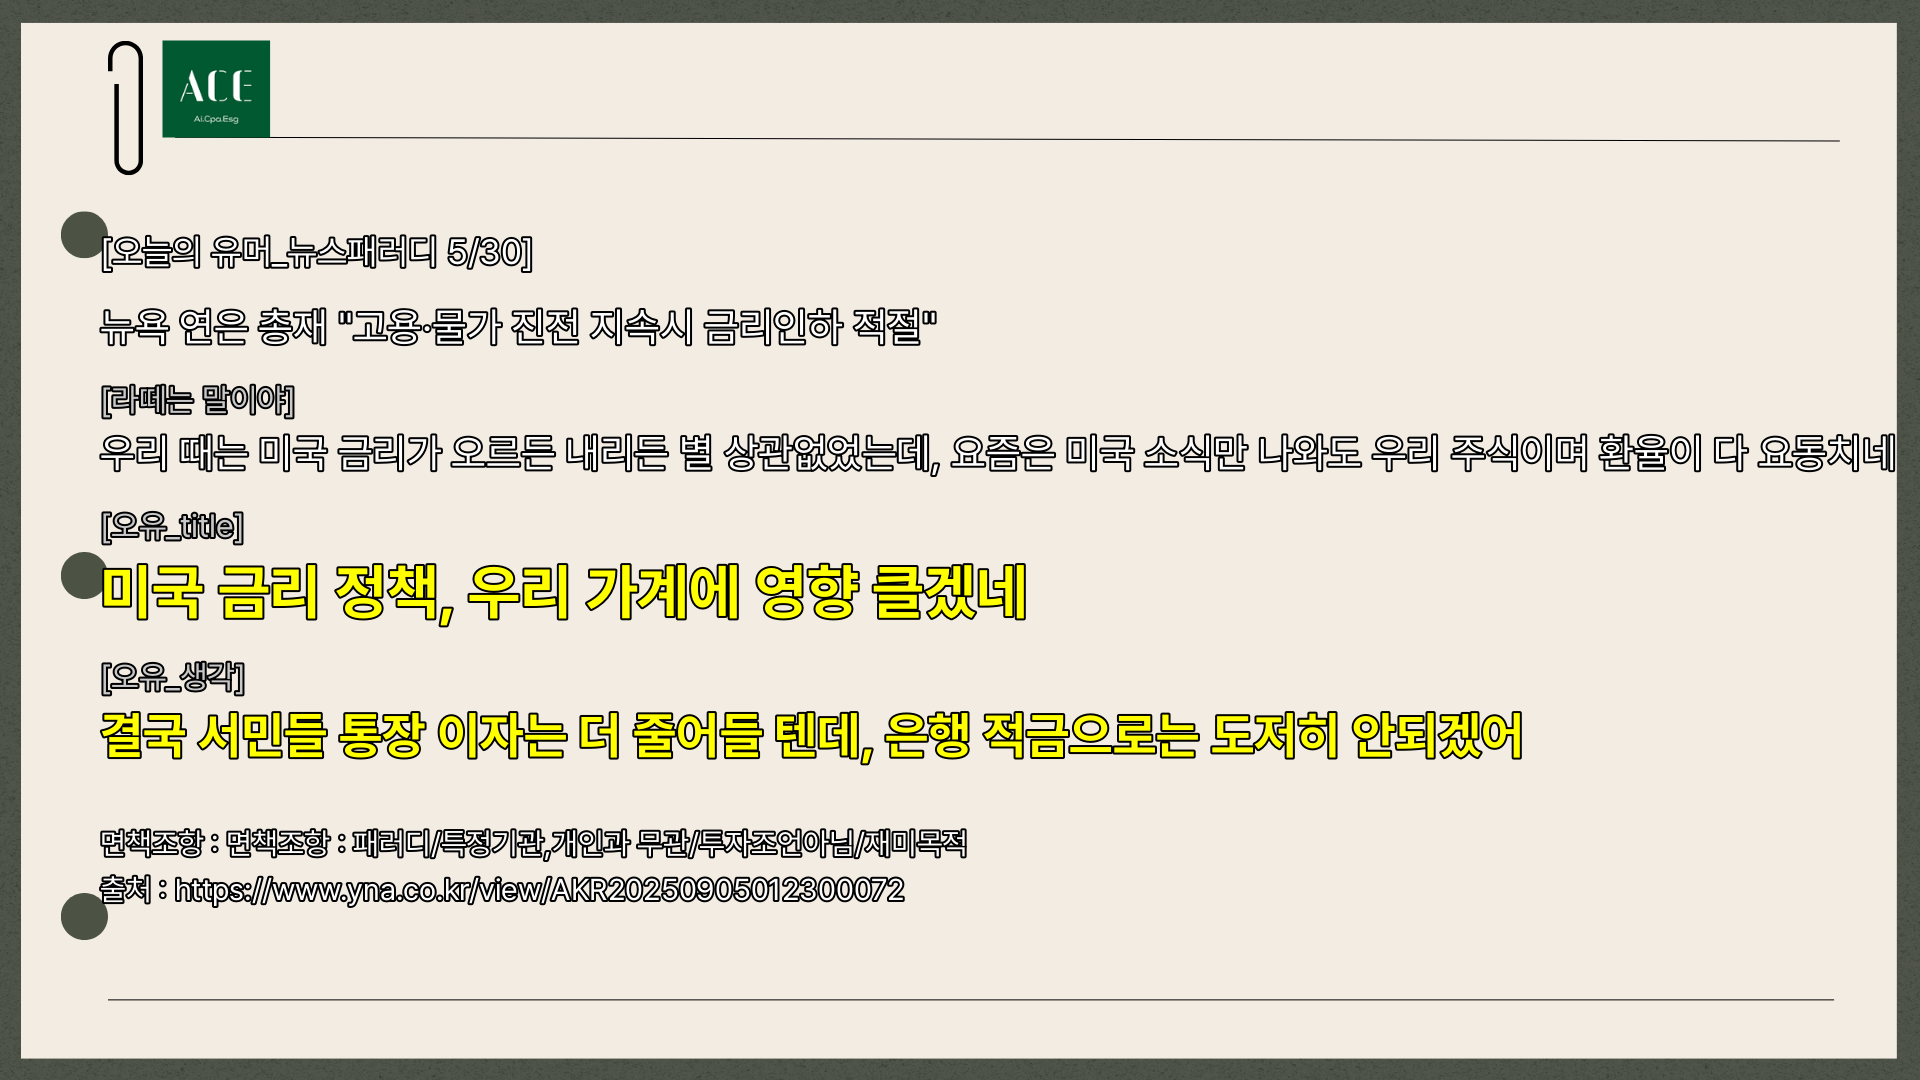 ACE
Ai.Cpa.Esg
[오늘의 유머_뉴스패러디 5/30]
뉴욕 연은 총재 "고용·물가 진전 지속시 금리인하 적절"
[라떼는 말이야]
우리 때는 미국 금리가 오르든 내리든 별 상관없었는데, 요즘은 미국 소식만 나와도 우리 주식이며 환율이 다 요동치네
[오유_title]
미국 금리 정책, 우리 가계에 영향 클겠네
[오유_생각]
결국 서민들 통장 이자는 더 줄어들 텐데, 은행 적금으로는 도저히 안되겠어
면책조항 : 면책조항 : 패러디/특정기관,개인과 무관/투자조언아님/재미목적
출처 : https://www.yna.co.kr/view/AKR20250905012300072